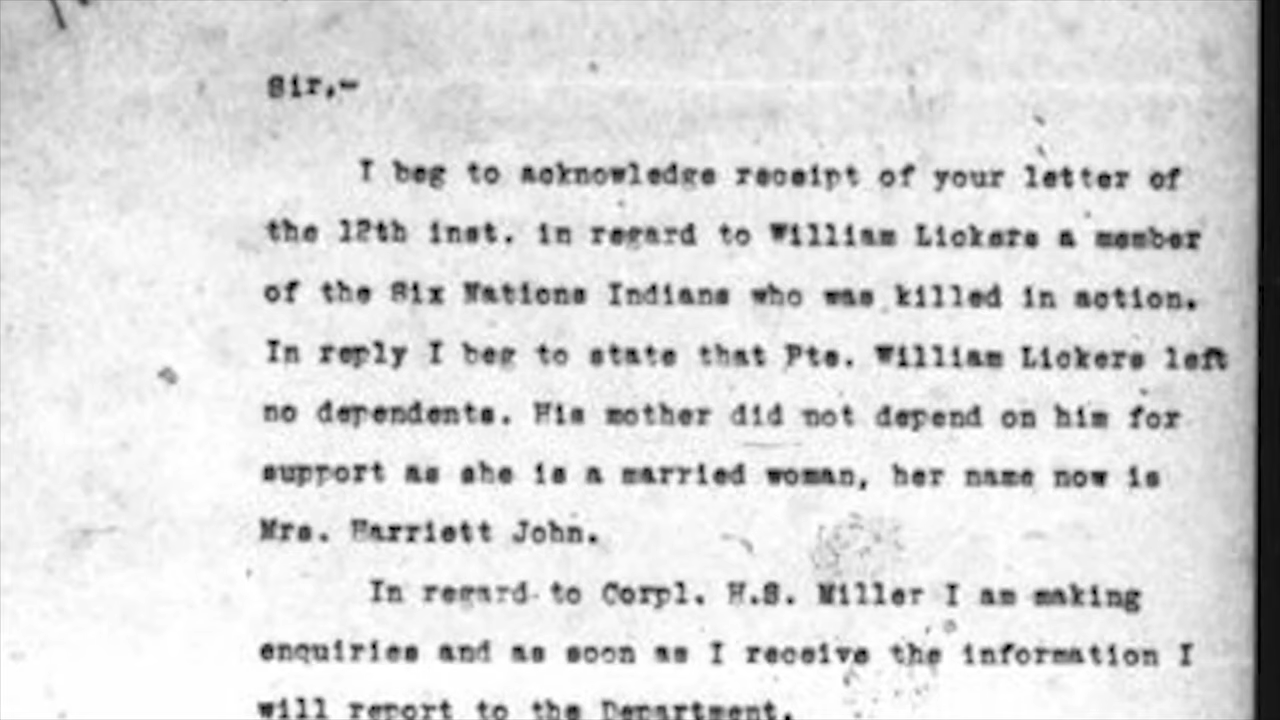 Sir,-
I beg to acknowledge receipt of your letter of
the 12th inst. in regard to William Lickers a member
of the Six Nations Indians who was killed in action.
In reply I beg to state that Pte. William Lickers left
no dependents. His mother did not depend on him for
support as she is a married woman, her name now is
Mrs. Harriett John.
In regard to Corpl. H.S. Miller I am making
enquiries and as soon as I receive the information I
will report to the Department.